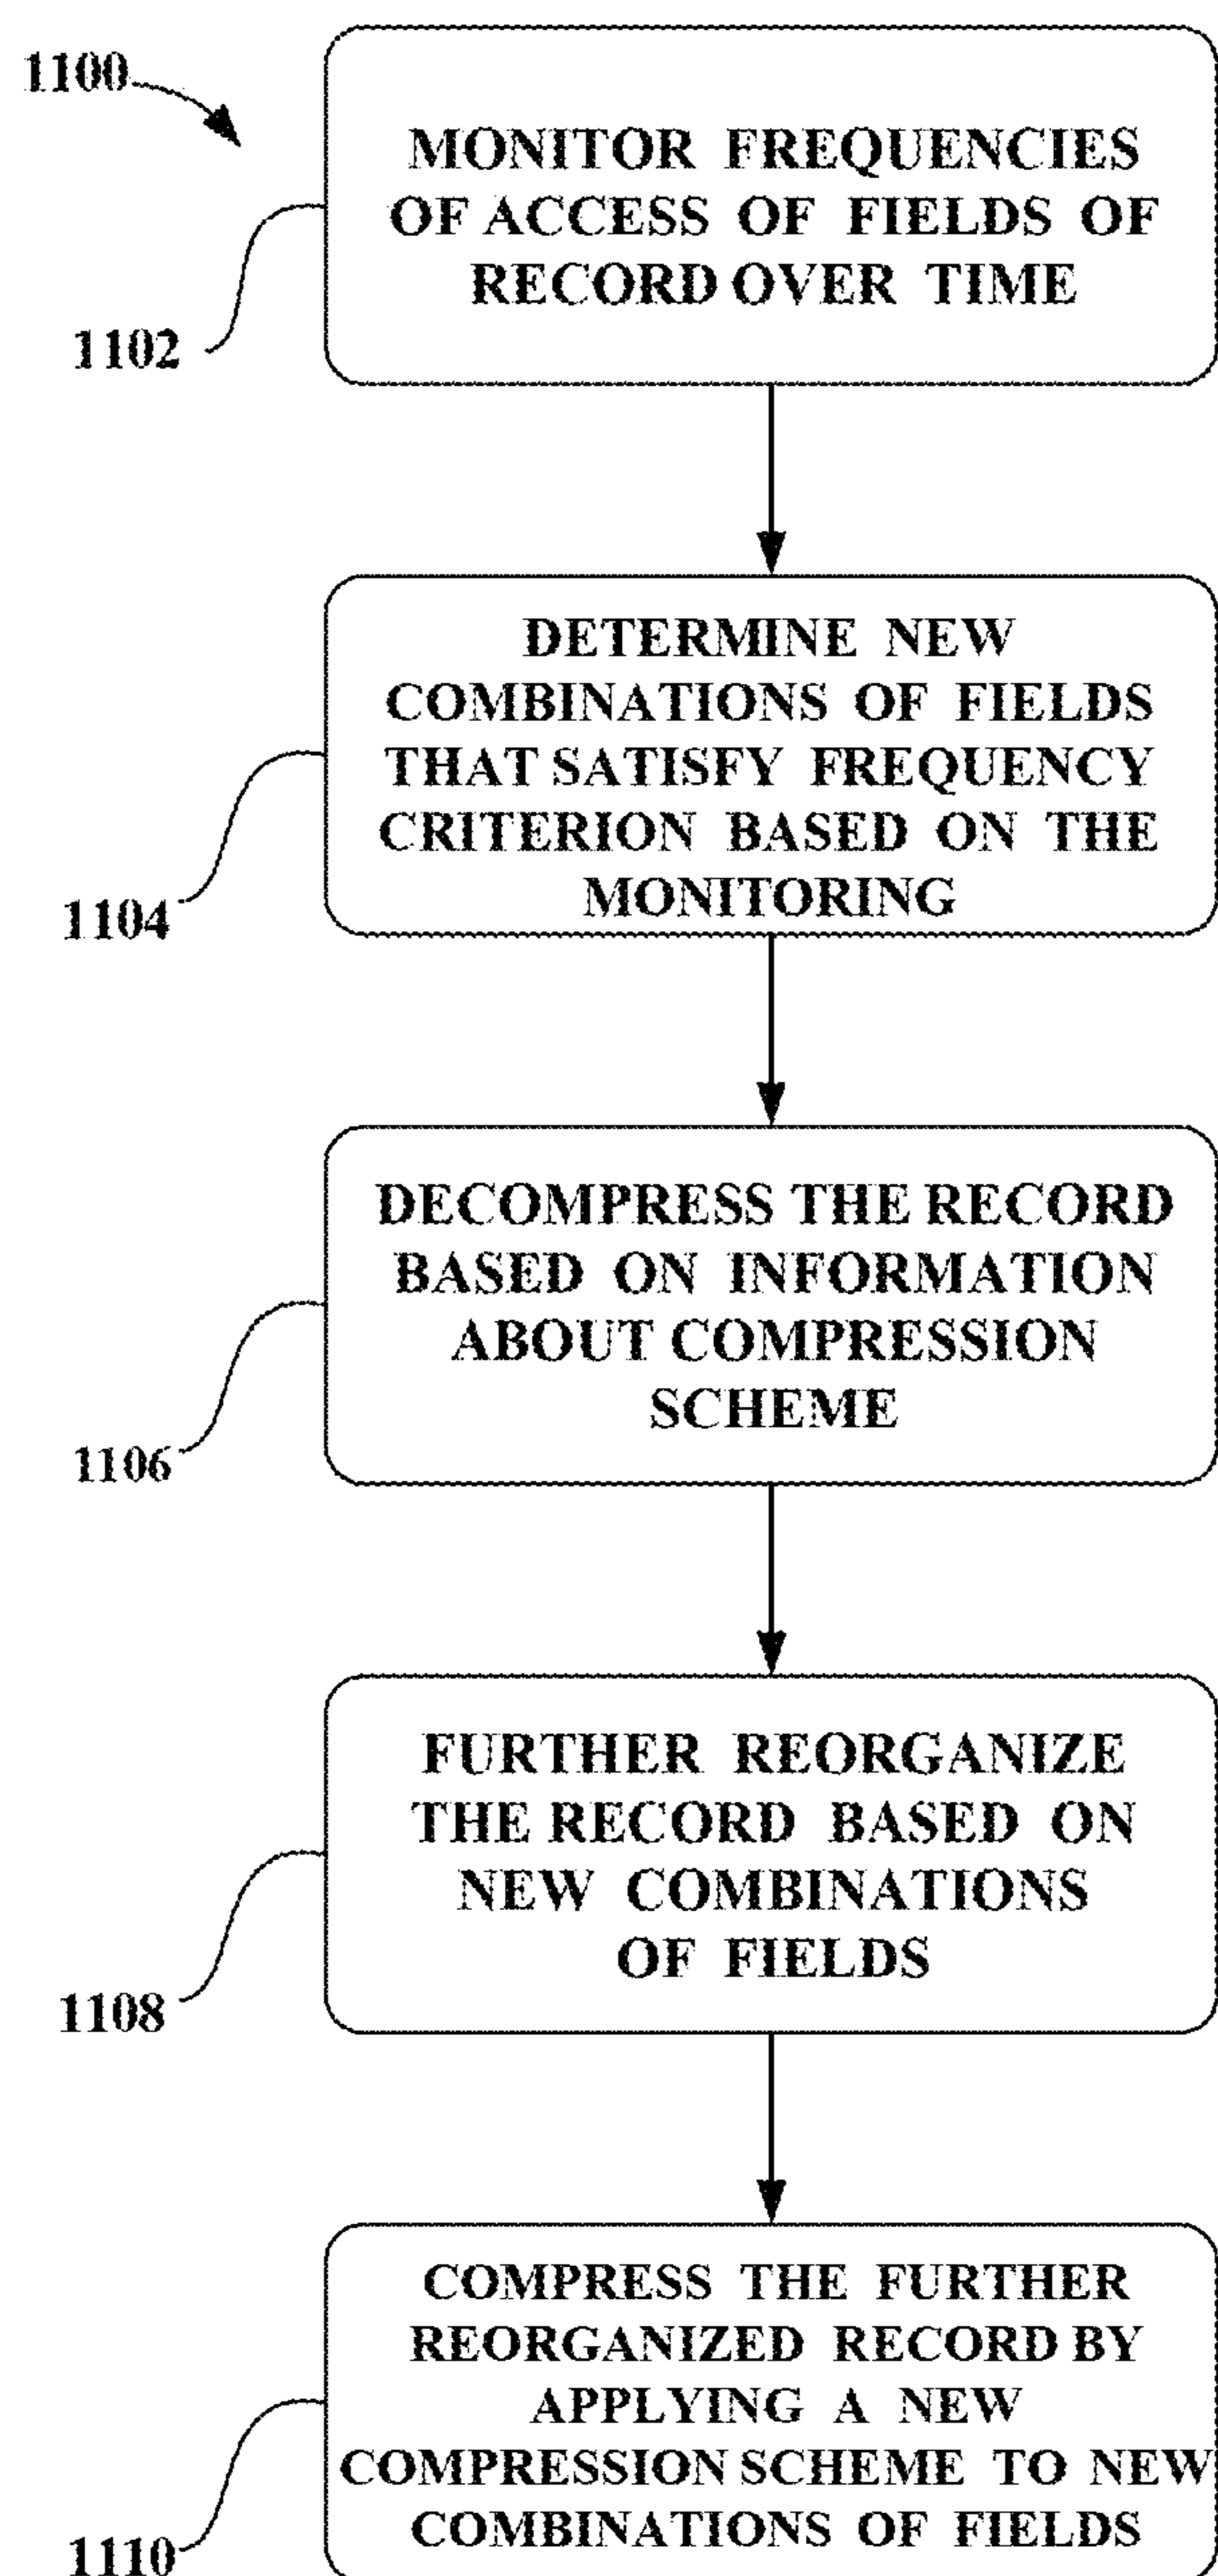 1100
MONITOR FREQUENCIES
OF ACCESS OF FIELDS OF
RECORD OVER TIME
1102
DETERMINE NEW
COMBINATIONS OF FIELDS
THAT SATISFY FREQUENCY
CRITERION BASED ON THE
MONITORING
1104
DECOMPRESS THE RECORD
BASED ON INFORMATION
ABOUT COMPRESSION
SCHEME
1106
FURTHER REORGANIZE
THE RECORD BASED ON
NEW COMBINATIONS
OF FIELDS
1108
COMPRESS THE FURTHER
REORGANIZED RECORD BY
APPLYING A NEW
COMPRESSION SCHEME TO NEW
COMBINATIONS OF FIELDS
1110